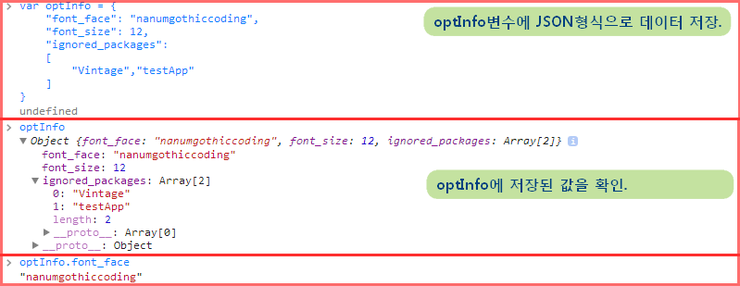 > var optInfo = {
"font_face": "nanumgothiccoding",
optInfo변수에 JSON형식으로 데이터 저장.
"font_size": 12,
"ignored_packages":
[
"Vintage","testApp"
]
}
undefined
> optInfo
▼ Object {font_face: "nanumgothiccoding", font_size: 12, ignored_packages: Array[2]} i
font_face: "nanumgothiccoding"
font_size: 12
▼ ignored_packages: Array[2]
optInfo에 저장된 값을 확인.
0: "Vintage"
1: "testApp"
length: 2
▶ __proto__: Array[0]
▶ __proto__: Object
> optInfo.font_face
"nanumgothiccoding"